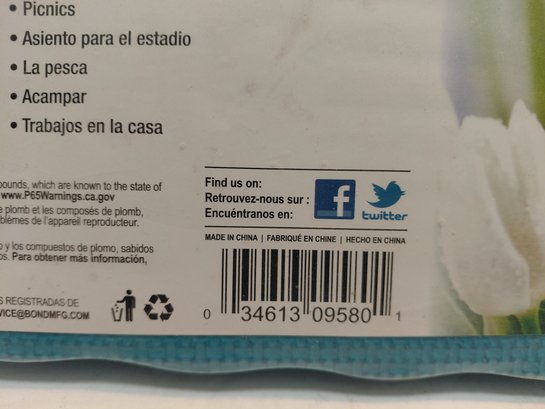 • Picnics
• Asiento para el estadio
• La pesca
• Acampar
• Trabajos en la casa
ounds, which are known to the state of
www.P65Warnings.ca.gov
plomb et les composés de plomb,
blèmes de l'appareil reproducteur.
y los compuestos de plomo, sabidos
os. Para obtener más información,
S REGISTRADAS DE
VICE@BONDMFG.COM
Find us on:
Retrouvez-nous sur :
Encuéntranos en:
f
twitter
MADE IN CHINA | FABRIQUÉ EN CHINE | HECHO EN CHINA
0 34613 09580 1